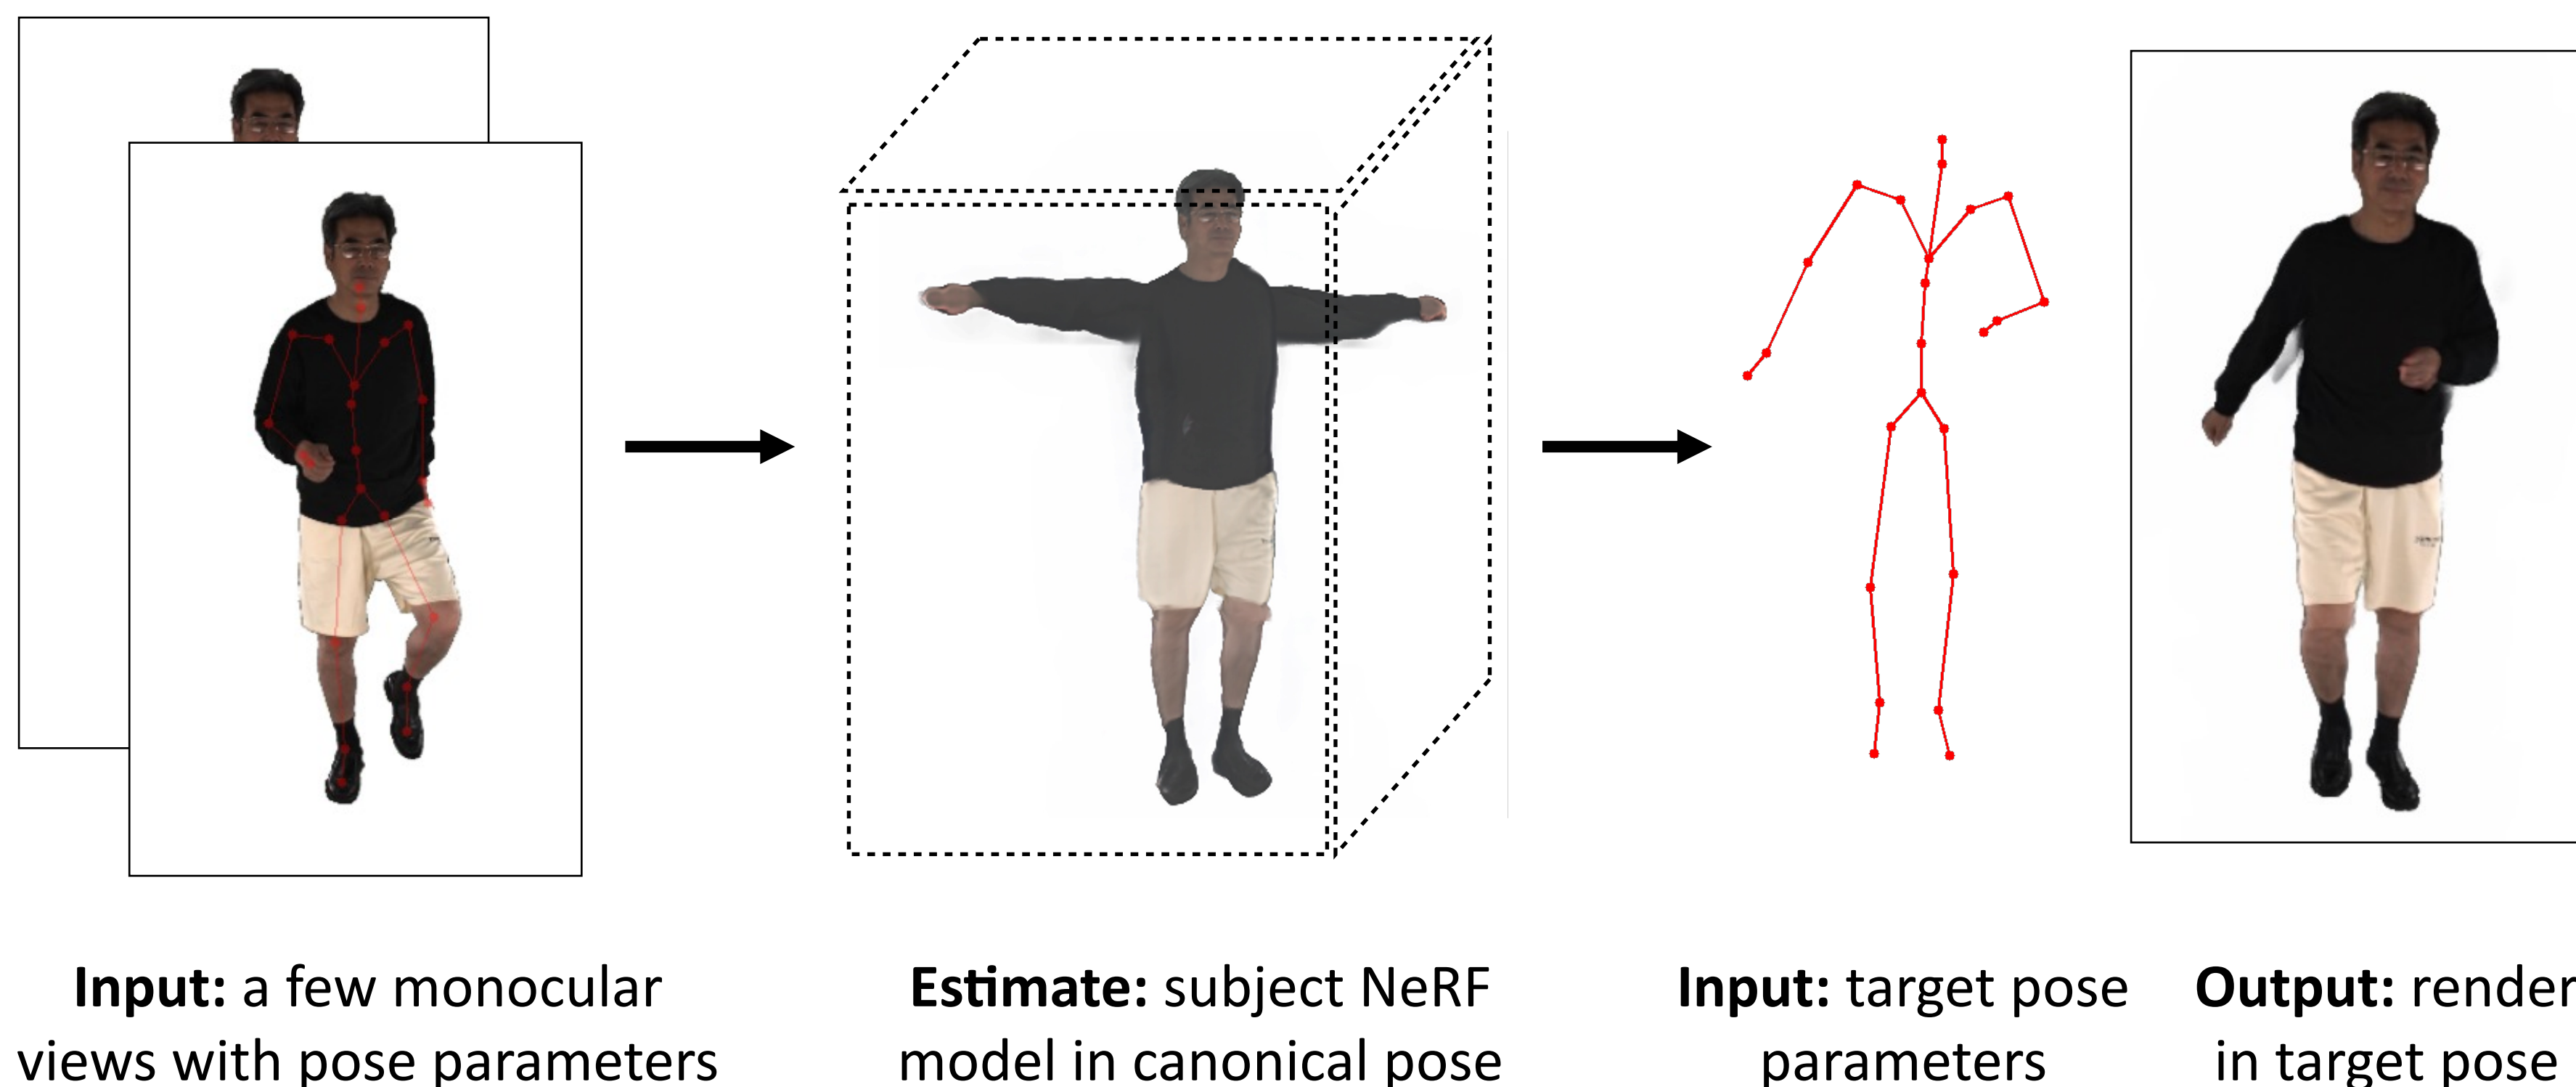 Input: a few monocular
views with pose parameters
Estimate: subject NeRF
model in canonical pose
Input: target pose
parameters
Output: render
in target pose